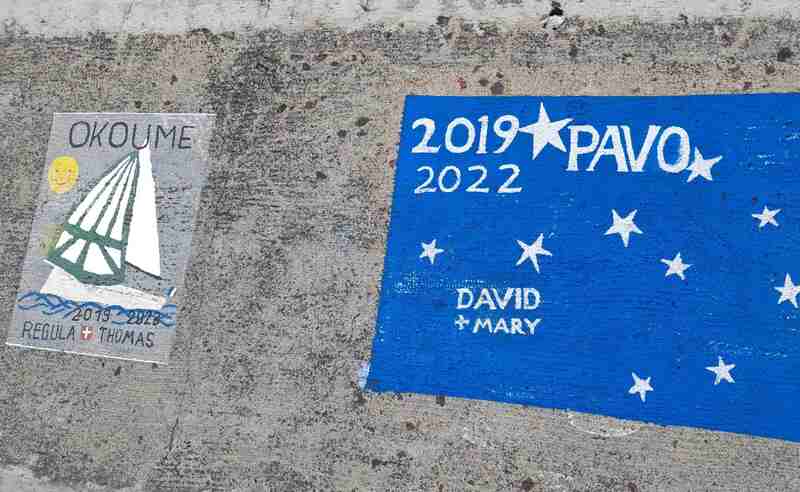 OKOUME
2019 2023
REGULA THOMAS
2019 PAVO
2022
DAVID
+ MARY